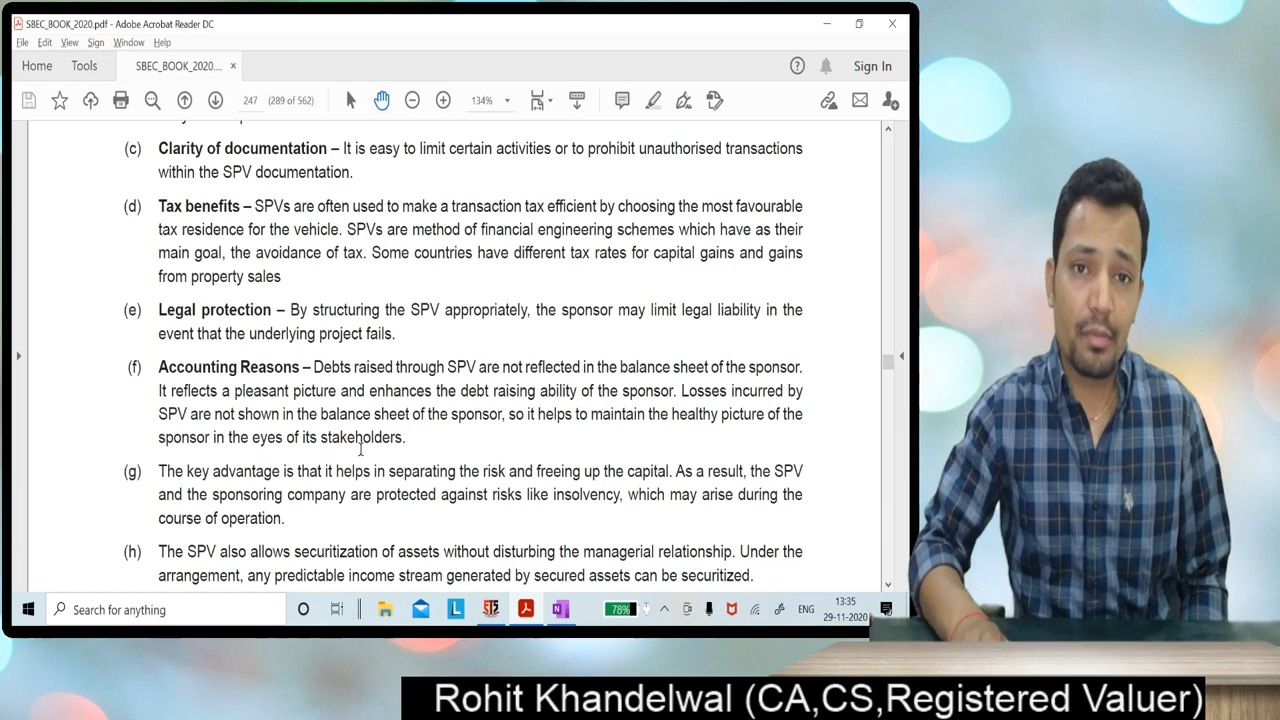 SBEC_BOOK_2020.pdf - Adobe Acrobat Reader DC
File Edit View Sign Window Help
Home Tools SBEC_BOOK_2020.... × Sign In
247 (289 of 562) 134%
(c) Clarity of documentation – It is easy to limit certain activities or to prohibit unauthorised transactions
within the SPV documentation.
(d) Tax benefits – SPVs are often used to make a transaction tax efficient by choosing the most favourable
tax residence for the vehicle. SPVs are method of financial engineering schemes which have as their
main goal, the avoidance of tax. Some countries have different tax rates for capital gains and gains
from property sales
(e) Legal protection – By structuring the SPV appropriately, the sponsor may limit legal liability in the
event that the underlying project fails.
(f) Accounting Reasons – Debts raised through SPV are not reflected in the balance sheet of the sponsor.
It reflects a pleasant picture and enhances the debt raising ability of the sponsor. Losses incurred by
SPV are not shown in the balance sheet of the sponsor, so it helps to maintain the healthy picture of the
sponsor in the eyes of its stakeholders.
(g) The key advantage is that it helps in separating the risk and freeing up the capital. As a result, the SPV
and the sponsoring company are protected against risks like insolvency, which may arise during the
course of operation.
(h) The SPV also allows securitization of assets without disturbing the managerial relationship. Under the
arrangement, any predictable income stream generated by secured assets can be securitized.
Search for anything 78% ENG 13:35
29-11-2020
Rohit Khandelwal (CA,CS,Registered Valuer)